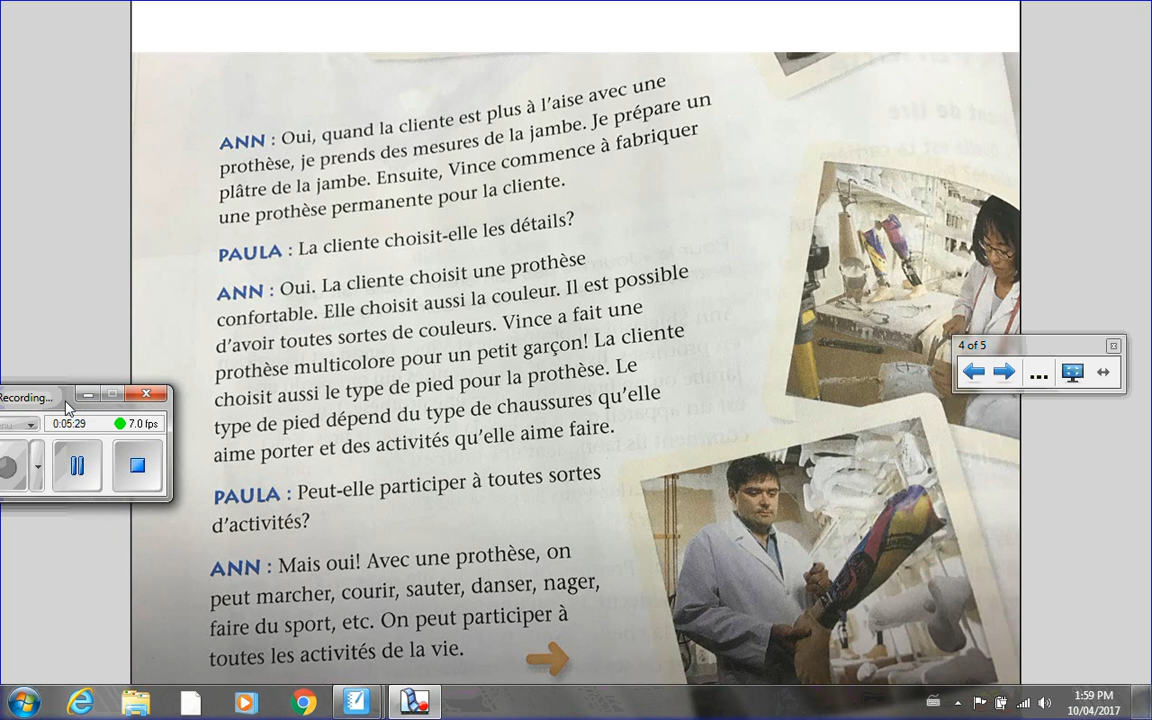 ANN : Oui, quand la cliente est plus à l'aise avec une
prothèse, je prends des mesures de la jambe. Je prépare un
plâtre de la jambe. Ensuite, Vince commence à fabriquer
une prothèse permanente pour la cliente.
PAULA : La cliente choisit-elle les détails?
ANN : Oui. La cliente choisit une prothèse
confortable. Elle choisit aussi la couleur. Il est possible
d'avoir toutes sortes de couleurs. Vince a fait une
prothèse multicolore pour un petit garçon! La cliente
choisit aussi le type de pied pour la prothèse. Le
type de pied dépend du type de chaussures qu'elle
aime porter et des activités qu'elle aime faire.
PAULA : Peut-elle participer à toutes sortes
d'activités?
ANN : Mais oui! Avec une prothèse, on
peut marcher, courir, sauter, danser, nager,
faire du sport, etc. On peut participer à
toutes les activités de la vie.
4 of 5
...
Recording...
0:05:29 7.0 fps
1:59 PM
10/04/2017